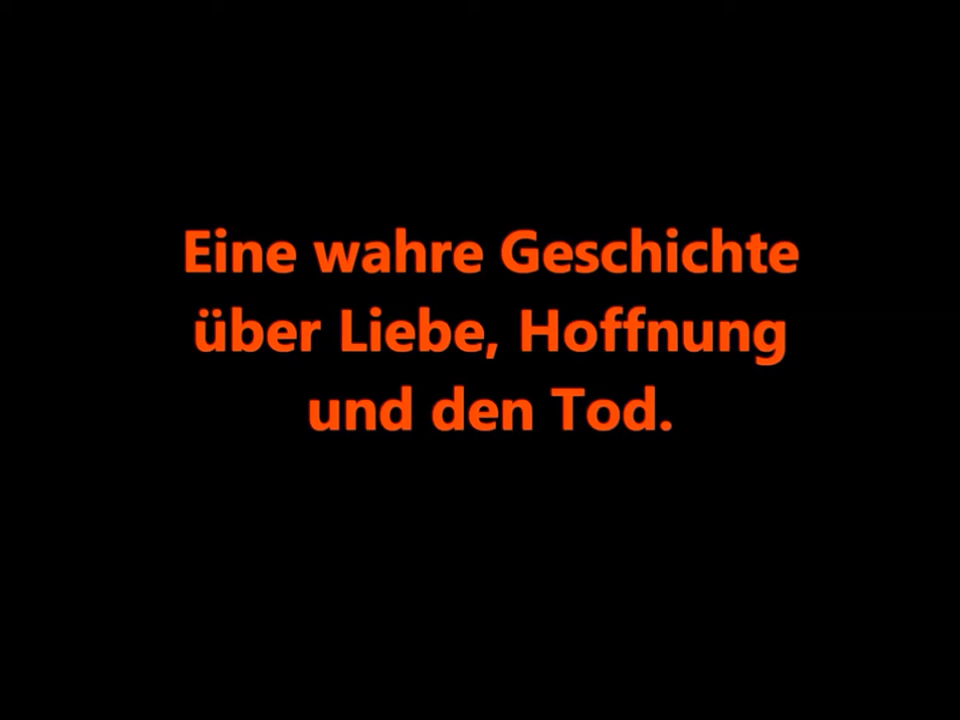 Eine wahre Geschichte
über Liebe, Hoffnung
und den Tod.